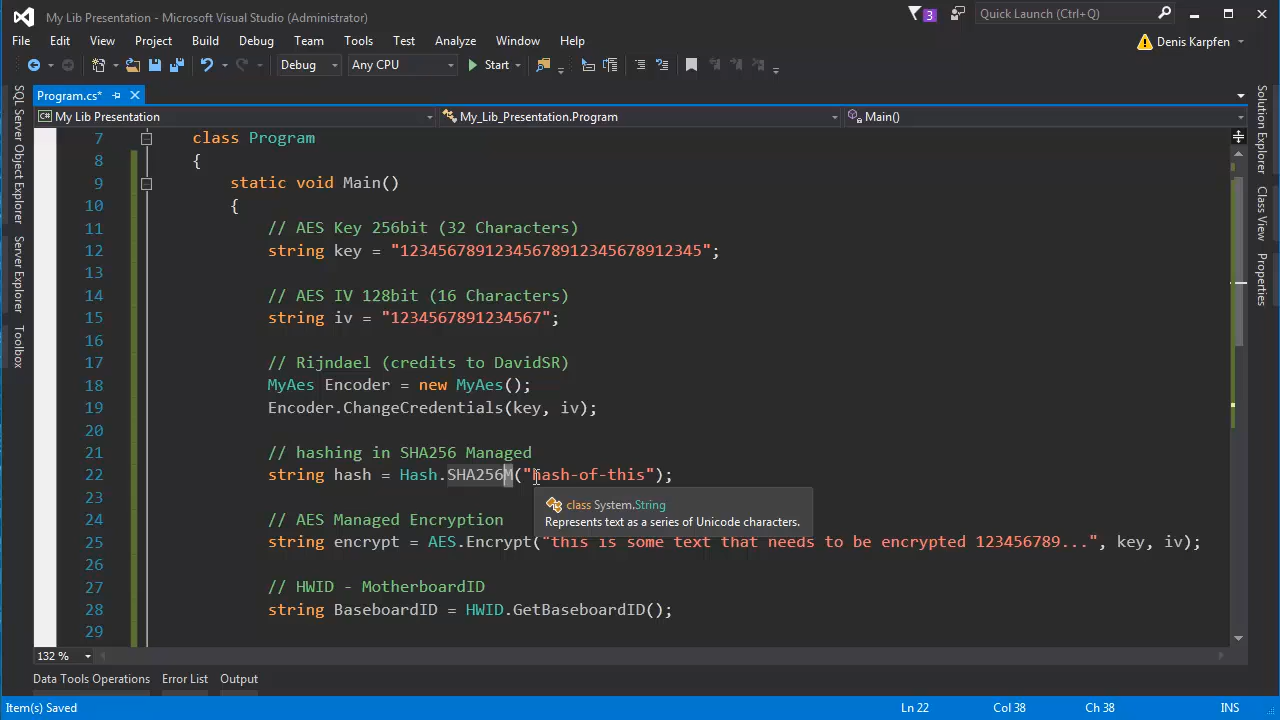 My Lib Presentation - Microsoft Visual Studio (Administrator)
3
Quick Launch (Ctrl+Q)
File Edit View Project Build Debug Team Tools Test Analyze Window Help
Denis Karpfen
Debug
Any CPU
Start
Program.cs*
My Lib Presentation
My_Lib_Presentation.Program
Main()
SQL Server Object Explorer
Server Explorer
Toolbox
Solution Explorer
Class View
Properties
7 class Program
8 {
9 static void Main()
10 {
11 // AES Key 256bit (32 Characters)
12 string key = "12345678912345678912345678912345";
13
14 // AES IV 128bit (16 Characters)
15 string iv = "1234567891234567";
16
17 // Rijndael (credits to DavidSR)
18 MyAes Encoder = new MyAes();
19 Encoder.ChangeCredentials(key, iv);
20
21 // hashing in SHA256 Managed
22 string hash = Hash.SHA256M("hash-of-this");
23
class System.String
Represents text as a series of Unicode characters.
24 // AES Managed Encryption
25 string encrypt = AES.Encrypt("this is some text that needs to be encrypted 123456789...", key, iv);
26
27 // HWID - MotherboardID
28 string BaseboardID = HWID.GetBaseboardID();
29
132 %
Data Tools Operations Error List Output
Item(s) Saved
Ln 22
Col 38
Ch 38
INS